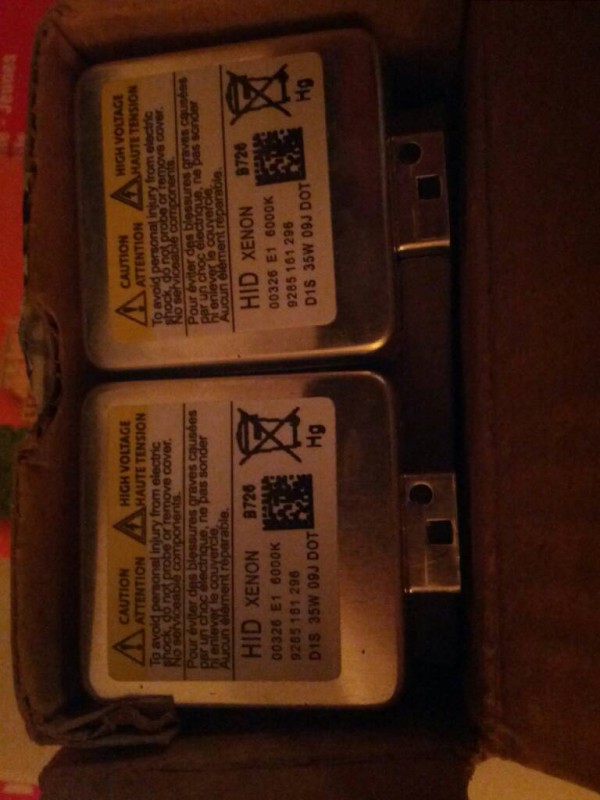 CAUTION HIGH VOLTAGE
ATTENTION HAUTE TENSION
To avoid personal injury from electric
shock, do not probe or remove cover.
No serviceable components.
Pour éviter des blessures graves causées
par un choc électrique, ne pas sonder
ni enlever le couvercle.
Aucun élément réparable.
HID XENON B726
00326 E1 6000K
9285 161 296
D1S 35W 09J DOT
Hg
CAUTION HIGH VOLTAGE
ATTENTION HAUTE TENSION
To avoid personal injury from electric
shock, do not probe or remove cover.
No serviceable components.
Pour éviter des blessures graves causées
par un choc électrique, ne pas sonder
ni enlever le couvercle.
Aucun élément réparable.
HID XENON B726
00326 E1 6000K
9285 161 296
D1S 35W 09J DOT
Hg